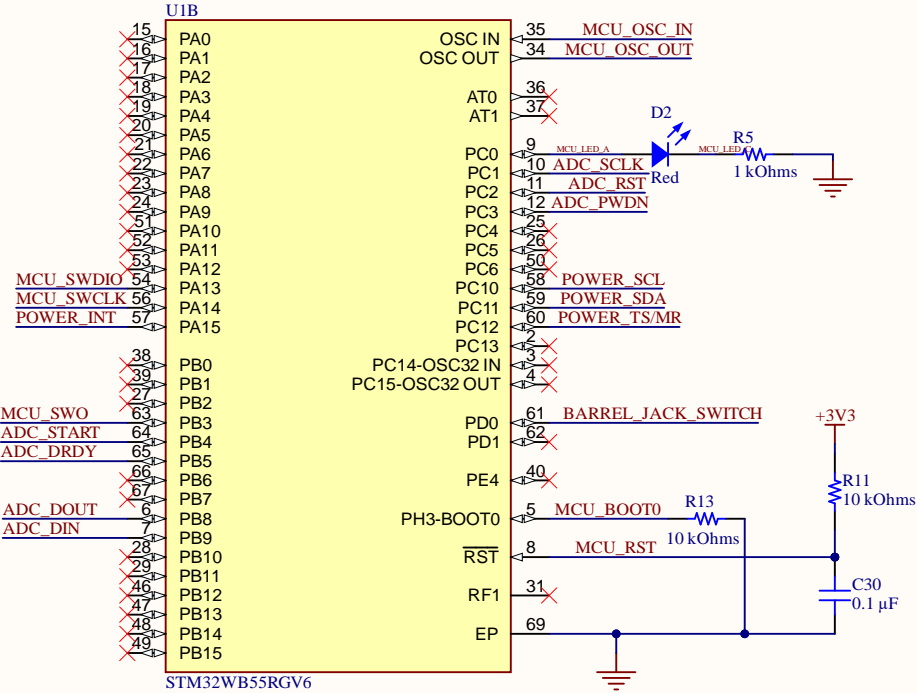 U1B
15 PA0
16 PA1
17 PA2
18 PA3
19 PA4
20 PA5
21 PA6
22 PA7
23 PA8
24 PA9
51 PA10
52 PA11
53 PA12
MCU_SWDIO 54 PA13
MCU_SWCLK 56 PA14
POWER_INT 57 PA15
38 PB0
39 PB1
27 PB2
MCU_SWO 63 PB3
ADC_START 64 PB4
ADC_DRDY 65 PB5
66 PB6
67 PB7
ADC_DOUT 6 PB8
ADC_DIN 7 PB9
28 PB10
29 PB11
46 PB12
47 PB13
48 PB14
49 PB15
OSC IN 35 MCU_OSC_IN
OSC OUT 34 MCU_OSC_OUT
AT0 36
AT1 37
PC0 9 MCU_LED_A
PC1 10 ADC_SCLK
PC2 11 ADC_RST
PC3 12 ADC_PWDN
PC4 25
PC5 26
PC6 50
PC10 58 POWER_SCL
PC11 59 POWER_SDA
PC12 60 POWER_TS/MR
PC13 2
PC14-OSC32 IN 3
PC15-OSC32 OUT 4
PD0 61 BARREL_JACK_SWITCH
PD1 62
PE4 40
PH3-BOOT0 5 MCU_BOOT0
RST 8 MCU_RST
RF1 31
EP 69
D2
Red
R5
1 kOhms
+3V3
R11
10 kOhms
R13
10 kOhms
C30
0.1 µF
STM32WB55RGV6